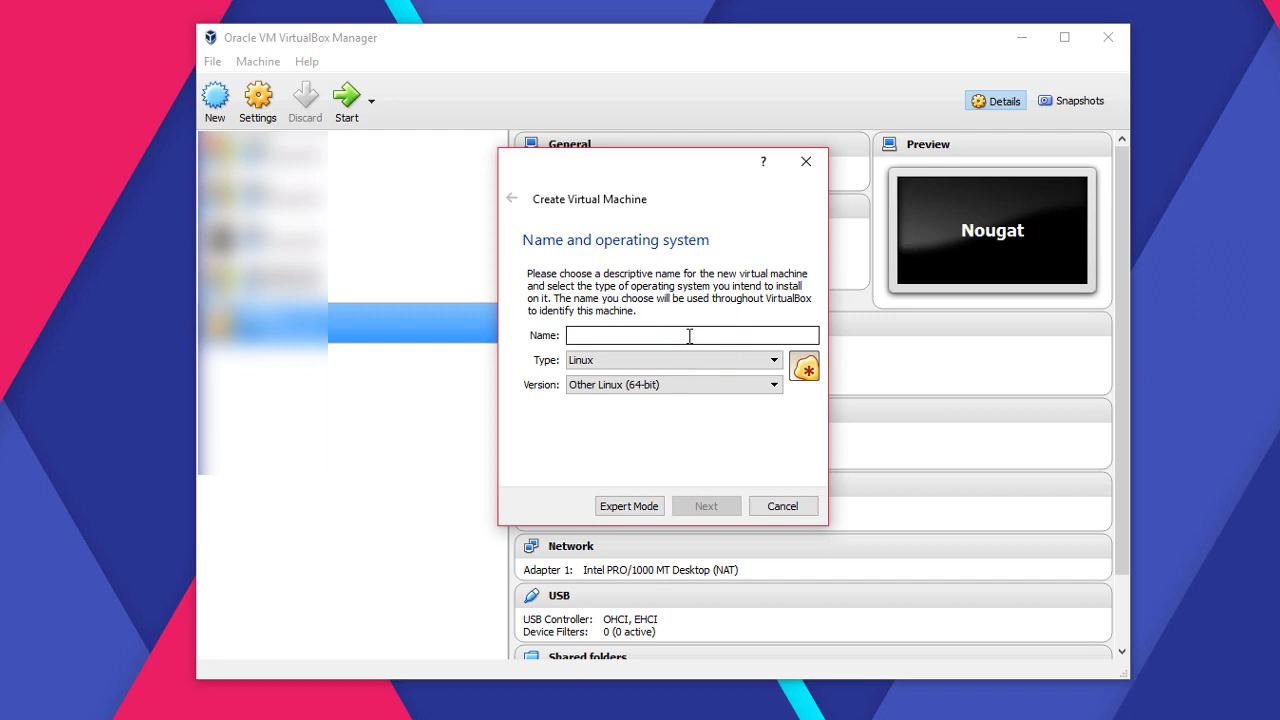 Oracle VM VirtualBox Manager
File Machine Help
New Settings Discard Start
Details Snapshots
General
Preview
Nougat
?
Create Virtual Machine
Name and operating system
Please choose a descriptive name for the new virtual machine
and select the type of operating system you intend to install
on it. The name you choose will be used throughout VirtualBox
to identify this machine.
Name:
Type: Linux
Version: Other Linux (64-bit)
Expert Mode Next Cancel
Network
Adapter 1: Intel PRO/1000 MT Desktop (NAT)
USB
USB Controller: OHCI, EHCI
Device Filters: 0 (0 active)
Shared folders